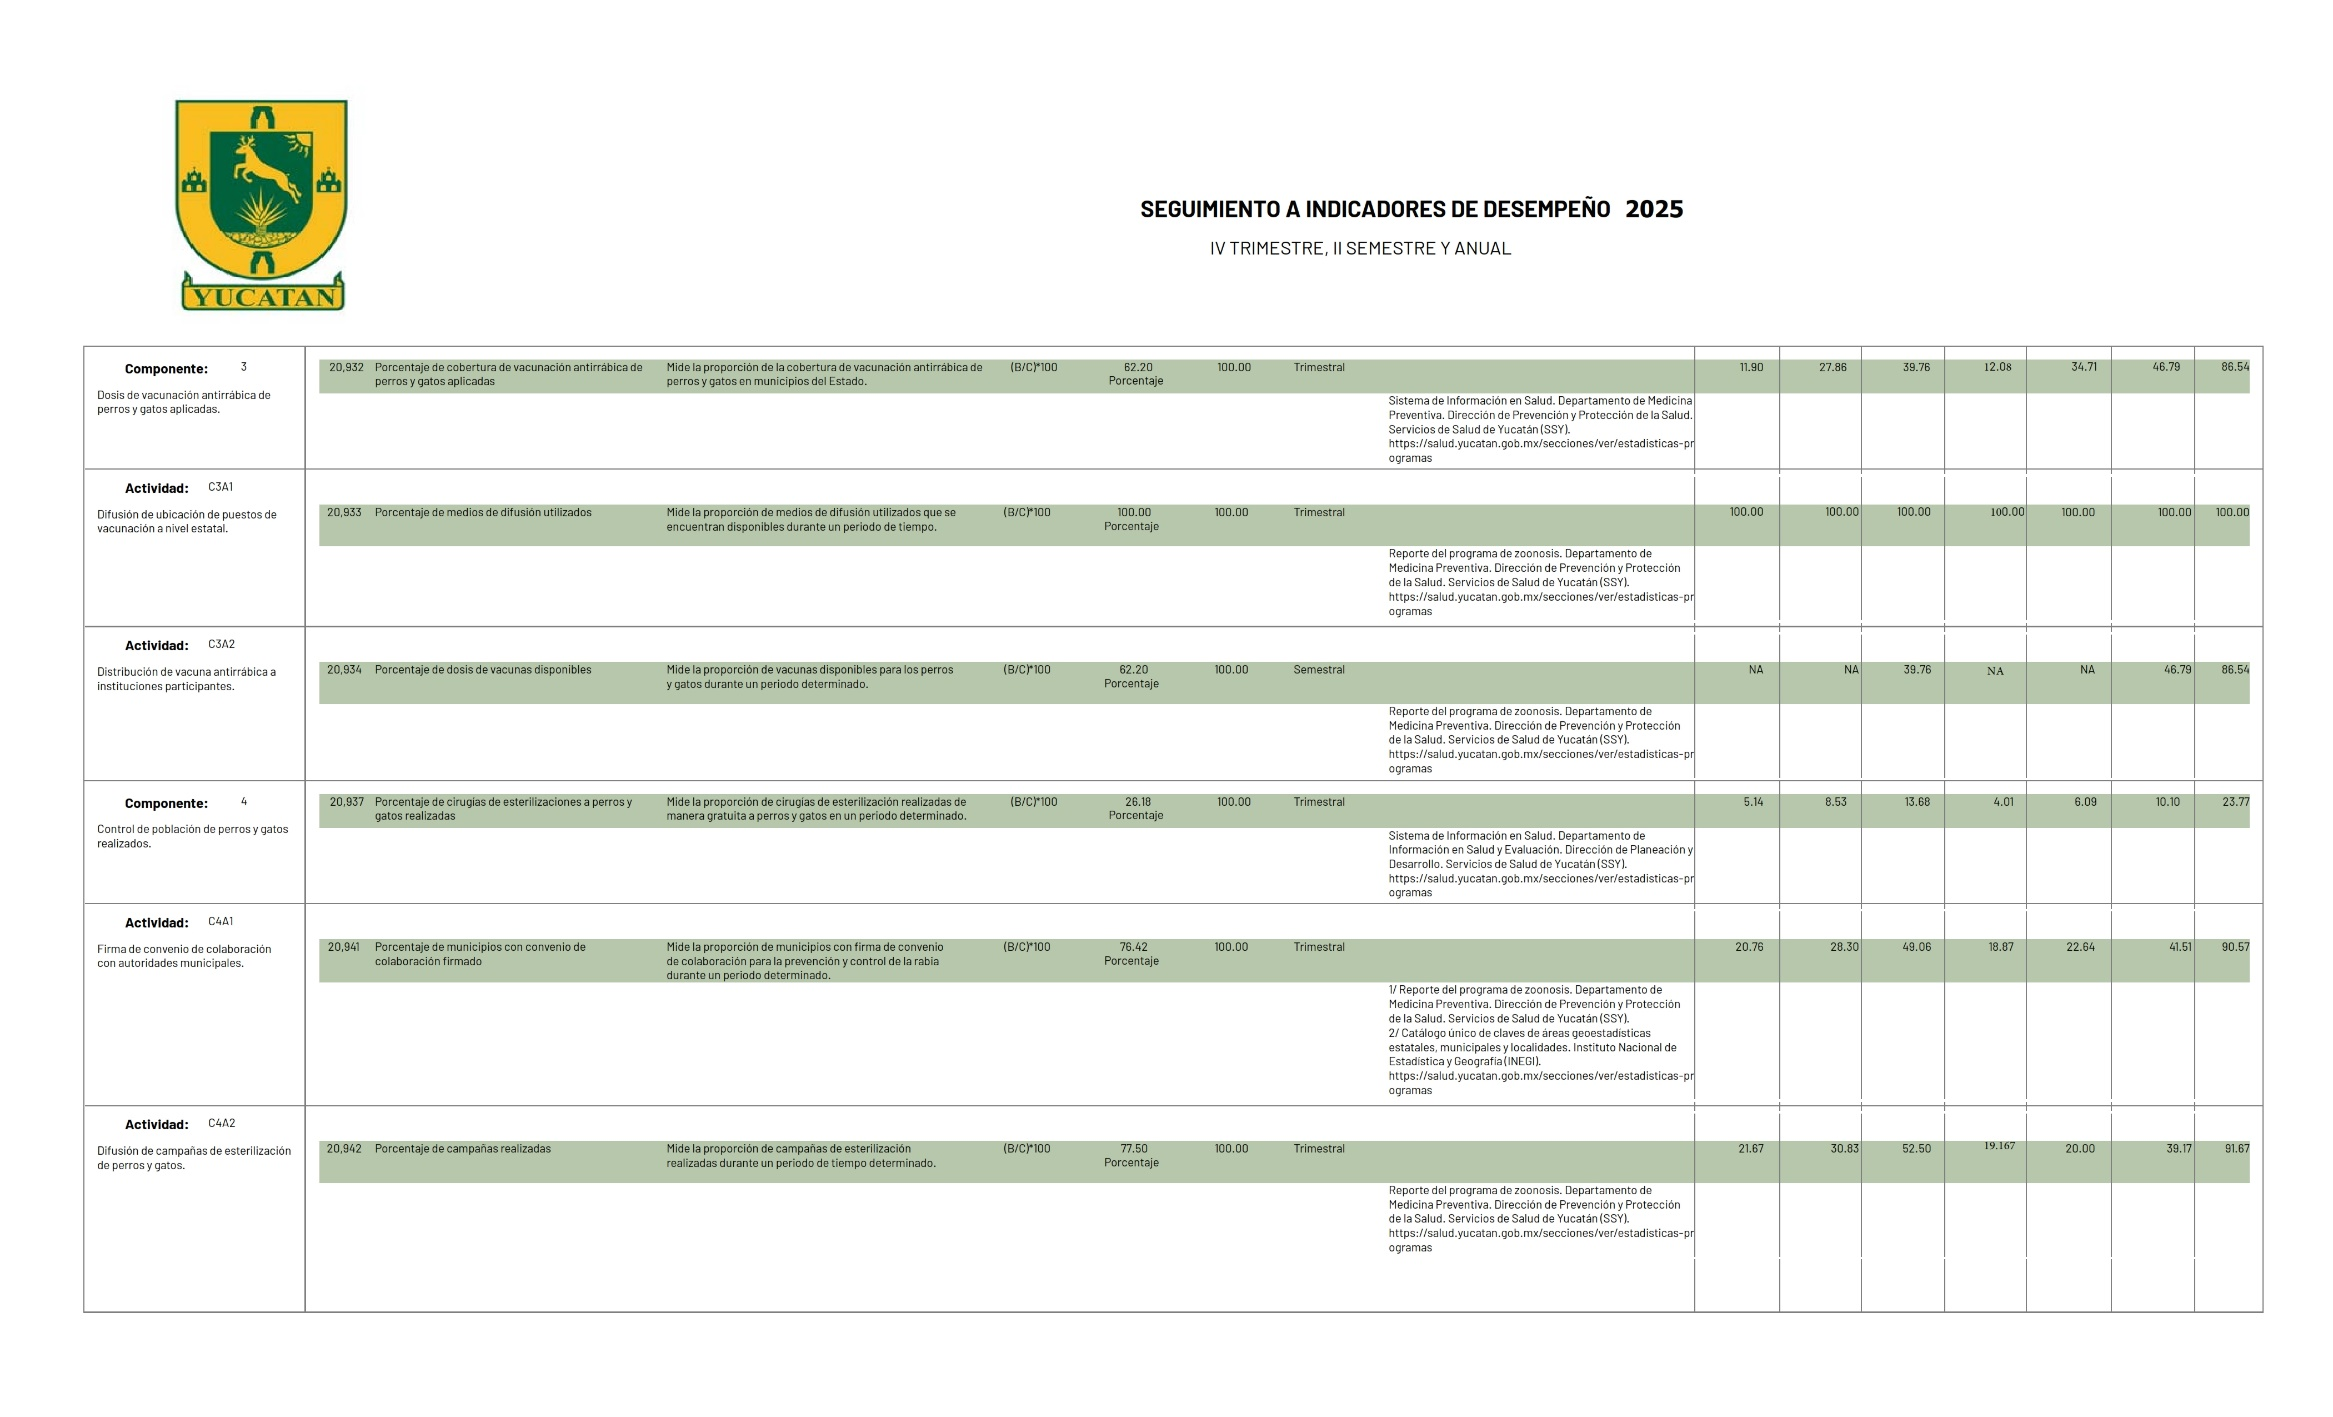 YUCATAN
SEGUIMIENTO A INDICADORES DE DESEMPEÑO 2025
IV TRIMESTRE, II SEMESTRE Y ANUAL
Componente: 3
Dosis de vacunación antirrábica de
perros y gatos aplicadas.
20,932 Porcentaje de cobertura de vacunación antirrábica de Mide la proporción de la cobertura de vacunación antirrábica de (B/C)*100 62.20 100.00 Trimestral 11.90 27.86 39.76 12.08 34.71 46.79 86.54
perros y gatos aplicadas perros y gatos en municipios del Estado. Porcentaje
Sistema de Información en Salud. Departamento de Medicina
Preventiva. Dirección de Prevención y Protección de la Salud.
Servicios de Salud de Yucatán (SSY).
https://salud.yucatan.gob.mx/secciones/ver/estadisticas-pr
ogramas
Actividad: C3A1
Difusión de ubicación de puestos de
vacunación a nivel estatal.
20,933 Porcentaje de medios de difusión utilizados Mide la proporción de medios de difusión utilizados que se (B/C)*100 100.00 100.00 Trimestral 100.00 100.00 100.00 100.00 100.00 100.00 100.00
encuentran disponibles durante un periodo de tiempo. Porcentaje
Reporte del programa de zoonosis. Departamento de
Medicina Preventiva. Dirección de Prevención y Protección
de la Salud. Servicios de Salud de Yucatán (SSY).
https://salud.yucatan.gob.mx/secciones/ver/estadisticas-pr
ogramas
Actividad: C3A2
Distribución de vacuna antirrábica a
instituciones participantes.
20,934 Porcentaje de dosis de vacunas disponibles Mide la proporción de vacunas disponibles para los perros (B/C)*100 62.20 100.00 Semestral NA NA 39.76 NA NA 46.79 86.54
y gatos durante un periodo determinado. Porcentaje
Reporte del programa de zoonosis. Departamento de
Medicina Preventiva. Dirección de Prevención y Protección
de la Salud. Servicios de Salud de Yucatán (SSY).
https://salud.yucatan.gob.mx/secciones/ver/estadisticas-pr
ogramas
Componente: 4
Control de población de perros y gatos
realizados.
20,937 Porcentaje de cirugías de esterilizaciones a perros y Mide la proporción de cirugías de esterilización realizadas de (B/C)*100 26.18 100.00 Trimestral 5.14 8.53 13.68 4.01 6.09 10.10 23.77
gatos realizadas manera gratuita a perros y gatos en un periodo determinado. Porcentaje
Sistema de Información en Salud. Departamento de
Información en Salud y Evaluación. Dirección de Planeación y
Desarrollo. Servicios de Salud de Yucatán (SSY).
https://salud.yucatan.gob.mx/secciones/ver/estadisticas-pr
ogramas
Actividad: C4A1
Firma de convenio de colaboración
con autoridades municipales.
20,941 Porcentaje de municipios con convenio de Mide la proporción de municipios con firma de convenio (B/C)*100 76.42 100.00 Trimestral 20.76 28.30 49.06 18.87 22.64 41.51 90.57
colaboración firmado de colaboración para la prevención y control de la rabia Porcentaje
durante un periodo determinado.
1/ Reporte del programa de zoonosis. Departamento de
Medicina Preventiva. Dirección de Prevención y Protección
de la Salud. Servicios de Salud de Yucatán (SSY).
2/ Catálogo único de claves de áreas geoestadísticas
estatales, municipales y localidades. Instituto Nacional de
Estadística y Geografía (INEGI).
https://salud.yucatan.gob.mx/secciones/ver/estadisticas-pr
ogramas
Actividad: C4A2
Difusión de campañas de esterilización
de perros y gatos.
20,942 Porcentaje de campañas realizadas Mide la proporción de campañas de esterilización (B/C)*100 77.50 100.00 Trimestral 21.67 30.83 52.50 19.167 20.00 39.17 91.67
realizadas durante un periodo de tiempo determinado. Porcentaje
Reporte del programa de zoonosis. Departamento de
Medicina Preventiva. Dirección de Prevención y Protección
de la Salud. Servicios de Salud de Yucatán (SSY).
https://salud.yucatan.gob.mx/secciones/ver/estadisticas-pr
ogramas